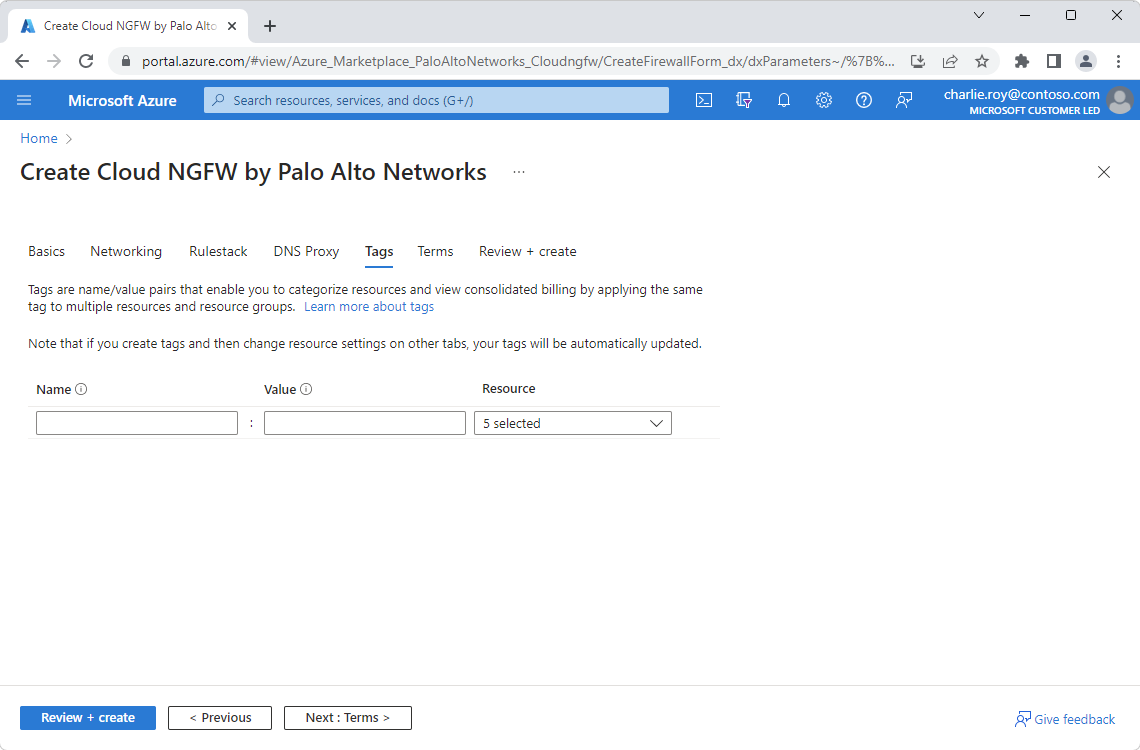 Create Cloud NGFW by Palo Alto
portal.azure.com/#view/Azure_Marketplace_PaloAltoNetworks_Cloudngfw/CreateFirewallForm_dx/dxParameters~/%7B%...
Microsoft Azure
Search resources, services, and docs (G+/)
charlie.roy@contoso.com
MICROSOFT CUSTOMER LED
Home >
Create Cloud NGFW by Palo Alto Networks ...
Basics Networking Rulestack DNS Proxy Tags Terms Review + create
Tags are name/value pairs that enable you to categorize resources and view consolidated billing by applying the same
tag to multiple resources and resource groups. Learn more about tags
Note that if you create tags and then change resource settings on other tabs, your tags will be automatically updated.
Name Value Resource
: 5 selected
Review + create < Previous Next : Terms > Give feedback